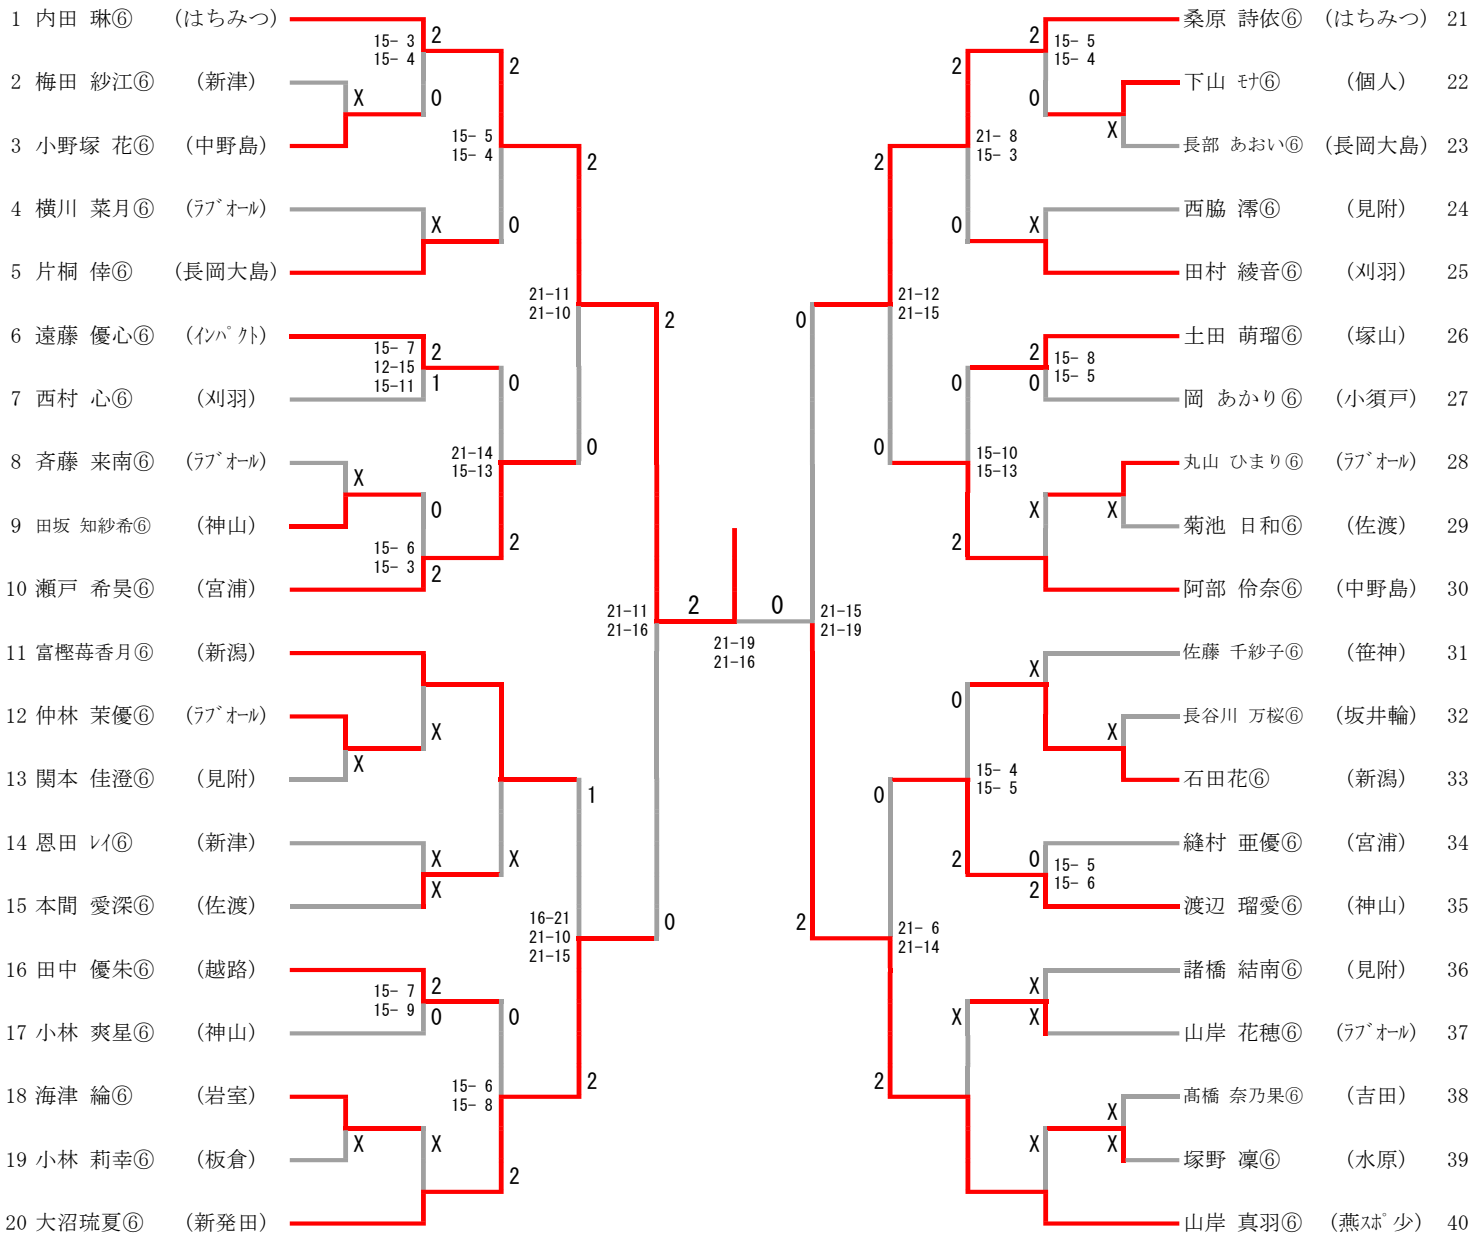 1 内田 琳⑥ (はちみつ)
2 梅田 紗江⑥ (新津)
3 小野塚 花⑥ (中野島)
4 横川 菜月⑥ (ﾗﾌﾞｵｰﾙ)
5 片桐 倖⑥ (長岡大島)
6 遠藤 優心⑥ (ｲﾝﾊﾟｸﾄ)
7 西村 心⑥ (刈羽)
8 斉藤 来南⑥ (ﾗﾌﾞｵｰﾙ)
9 田坂 知紗希⑥ (神山)
10 瀬戸 希昊⑥ (宮浦)
11 富樫苺香月⑥ (新潟)
12 仲林 茉優⑥ (ﾗﾌﾞｵｰﾙ)
13 関本 佳澄⑥ (見附)
14 恩田 ﾚｲ⑥ (新津)
15 本間 愛深⑥ (佐渡)
16 田中 優朱⑥ (越路)
17 小林 爽星⑥ (神山)
18 海津 綸⑥ (岩室)
19 小林 莉幸⑥ (板倉)
20 大沼琉夏⑥ (新発田)
15- 3 2
15- 4
X 0
2
15- 5
15- 4
X 0
2
15- 7 2
12-15
15-11 1
0
21-11
21-10
X 0
15- 6
15- 3 2
21-14
15-13
2
0
2
X
X
X
X
X
1
15- 7 2
15- 9 0
0
15- 6
15- 8
X X
2
16-21
21-10
21-15
2
0
21-11
21-16
2 0
21-19
21-16
21-15
21-19
0
2
2 15- 5
15- 4
0 X
2
21- 8
15- 3
0 X
2
21-12
21-15
2 15- 8
0 15- 5
0
15-10
15-13
X X
2
0
X
X
0
15- 4
15- 5
0 15- 5
2 15- 6
2
0
21- 6
21-14
X
X
X
X
X
X
2
桑原 詩依⑥ (はちみつ) 21
下山 ﾓﾅ⑥ (個人) 22
長部 あおい⑥ (長岡大島) 23
西脇 澪⑥ (見附) 24
田村 綾音⑥ (刈羽) 25
土田 萌瑠⑥ (塚山) 26
岡 あかり⑥ (小須戸) 27
丸山 ひまり⑥ (ﾗﾌﾞｵｰﾙ) 28
菊池 日和⑥ (佐渡) 29
阿部 伶奈⑥ (中野島) 30
佐藤 千紗子⑥ (笹神) 31
長谷川 万桜⑥ (坂井輪) 32
石田花⑥ (新潟) 33
縫村 亜優⑥ (宮浦) 34
渡辺 瑠愛⑥ (神山) 35
諸橋 結南⑥ (見附) 36
山岸 花穂⑥ (ﾗﾌﾞｵｰﾙ) 37
髙橋 奈乃果⑥ (吉田) 38
塚野 凜⑥ (水原) 39
山岸 真羽⑥ (燕ｽﾎﾟ少) 40